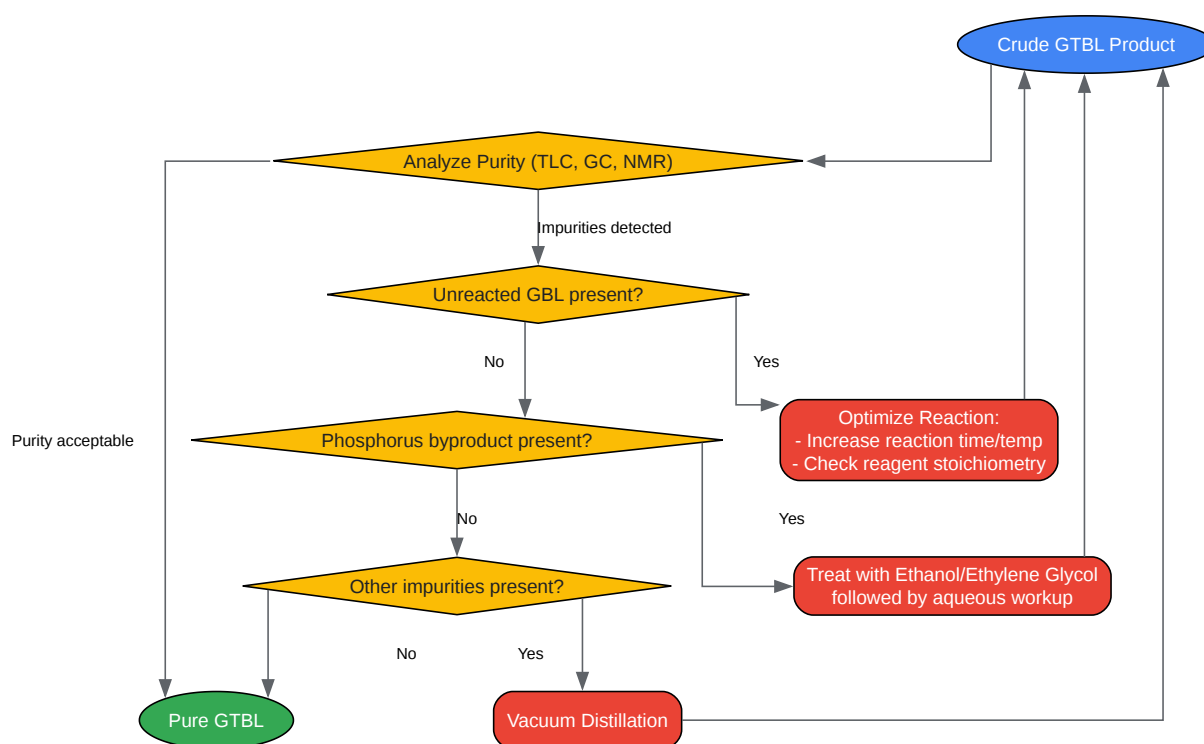 Crude GTBL Product
Analyze Purity (TLC, GC, NMR)
Impurities detected
Unreacted GBL present?
No
Yes
Optimize Reaction:
- Increase reaction time/temp
- Check reagent stoichiometry
Phosphorus byproduct present?
Purity acceptable
No
Yes
Treat with Ethanol/Ethylene Glycol
followed by aqueous workup
Other impurities present?
No
Yes
Pure GTBL
Vacuum Distillation